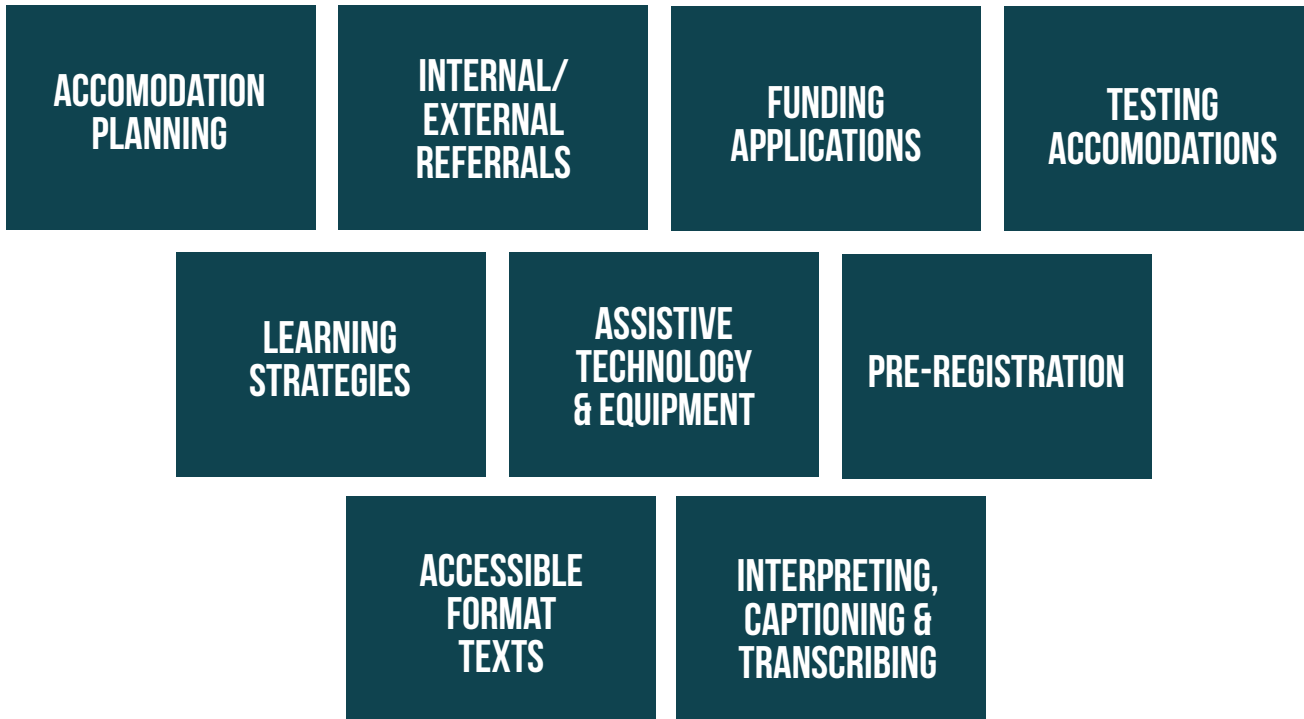 ACCOMODATION
PLANNING
INTERNAL/
EXTERNAL
REFERRALS
FUNDING
APPLICATIONS
TESTING
ACCOMODATIONS
LEARNING
STRATEGIES
ASSISTIVE
TECHNOLOGY
& EQUIPMENT
PRE-REGISTRATION
ACCESSIBLE
FORMAT
TEXTS
INTERPRETING,
CAPTIONING &
TRANSCRIBING